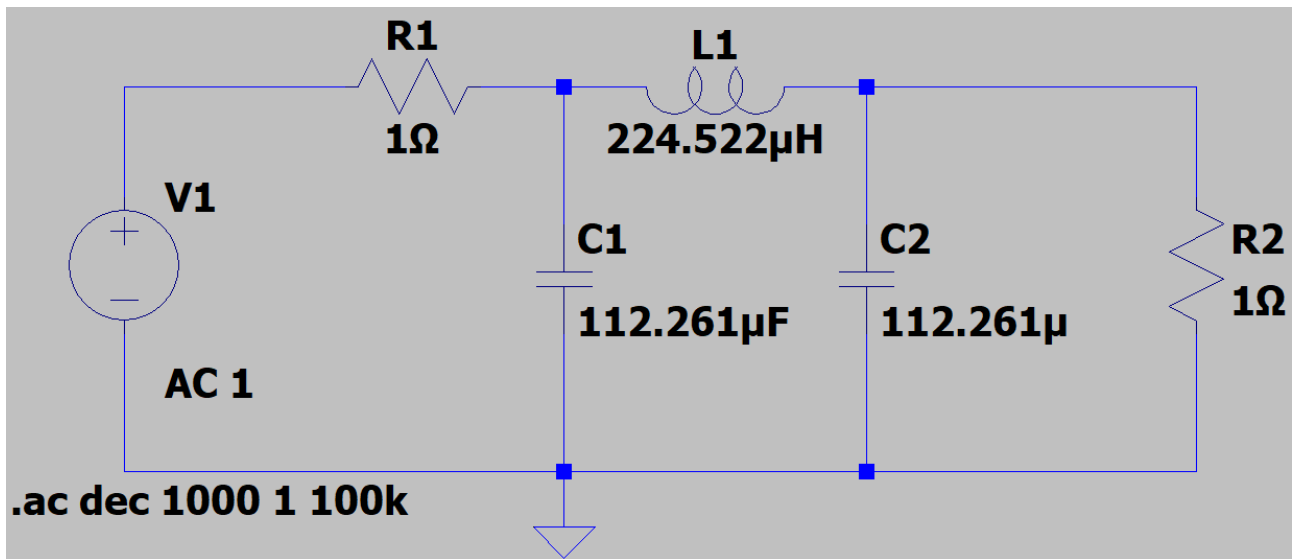 R1
1Ω
L1
224.522µH
V1
AC 1
C1
112.261µF
C2
112.261µ
R2
1Ω
.ac dec 1000 1 100k